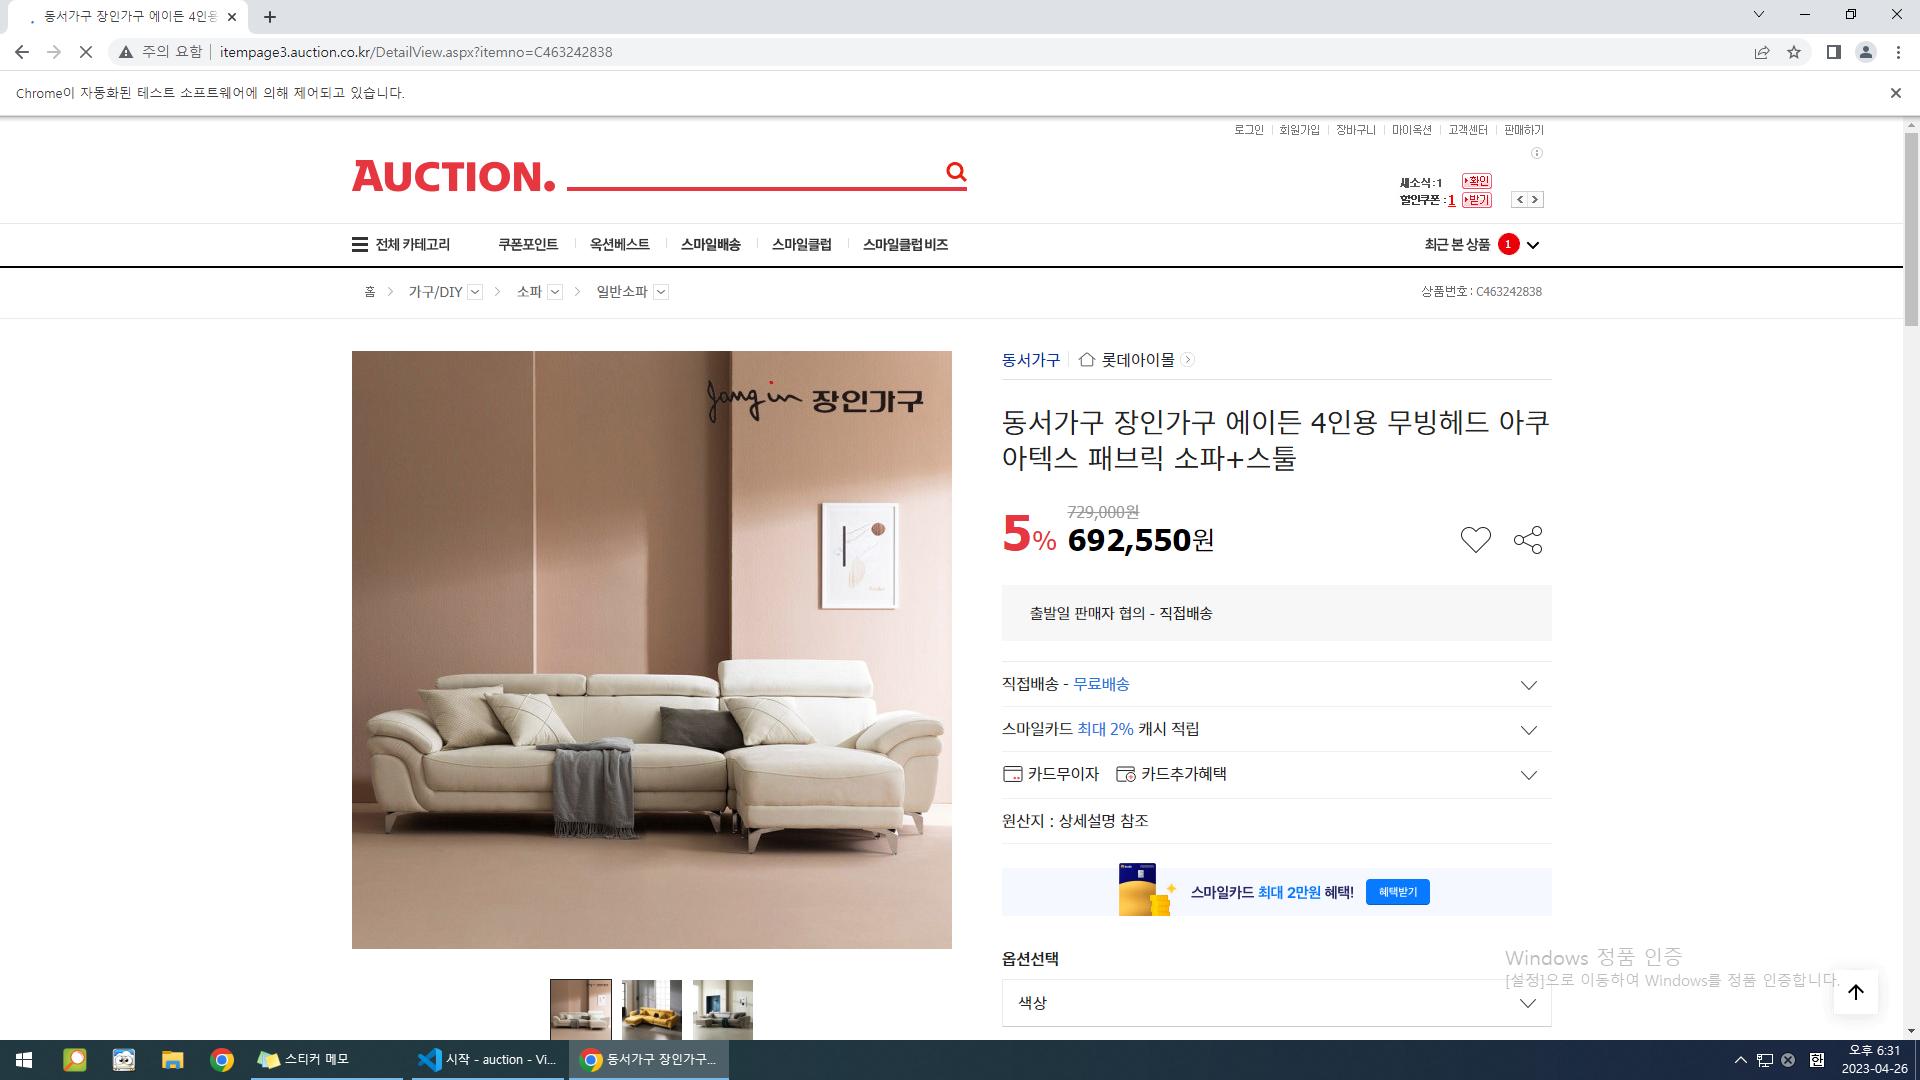 동서가구 장인가구 에이든 4인용
주의 요함
itempage3.auction.co.kr/DetailView.aspx?itemno=C463242838
Chrome이 자동화된 테스트 소프트웨어에 의해 제어되고 있습니다.
로그인 회원가입 장바구니 마이옥션 고객센터 판매하기
AUCTION.
새소식:1 확인
할인쿠폰:1 받기
전체 카테고리 쿠폰포인트 옥션베스트 스마일배송 스마일클럽 스마일클럽 비즈 최근 본 상품 1
홈 가구/DIY 소파 일반소파 상품번호 : C463242838
Jangin 장인가구
동서가구 롯데아이몰
동서가구 장인가구 에이든 4인용 무빙헤드 아쿠
아텍스 패브릭 소파+스툴
729,000원
5% 692,550원
출발일 판매자 협의 - 직접배송
직접배송 - 무료배송
스마일카드 최대 2% 캐시 적립
카드무이자 카드추가혜택
원산지 : 상세설명 참조
스마일카드 최대 2만원 혜택! 혜택받기
옵션선택
색상
Windows 정품 인증
[설정]으로 이동하여 Windows를 정품 인증합니다.
스티커 메모
시작 - auction - Vi...
동서가구 장인가구...
한
오후 6:31
2023-04-26